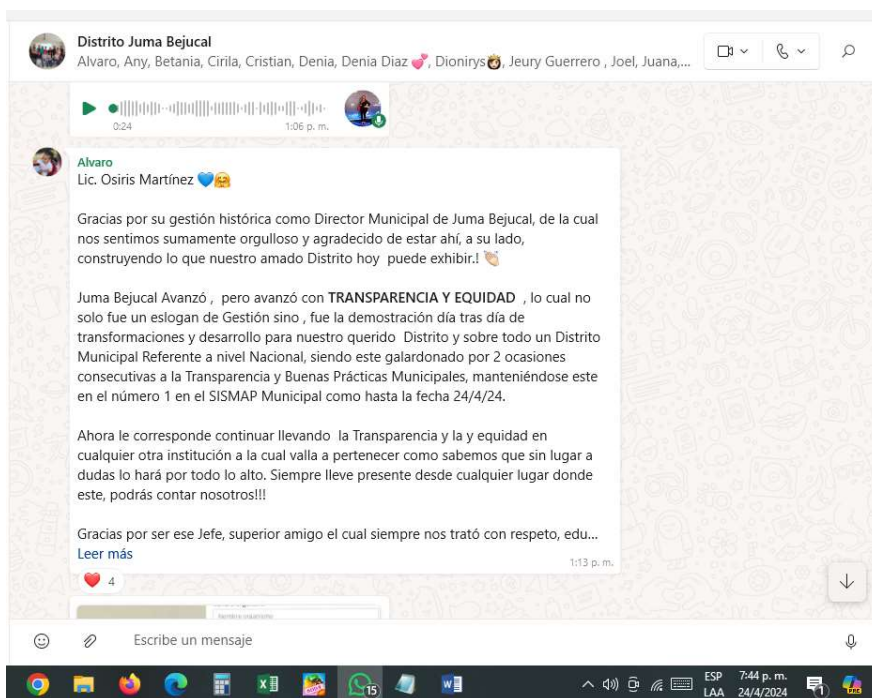 Distrito Juma Bejucal
Alvaro, Any, Betania, Cirila, Cristian, Denia, Denia Diaz 💕, Dionirys👸, Jeury Guerrero , Joel, Juana,...
0:24
1:06 p. m.
Alvaro
Lic. Osiris Martínez 💙🤗
Gracias por su gestión histórica como Director Municipal de Juma Bejucal, de la cual
nos sentimos sumamente orgulloso y agradecido de estar ahí, a su lado,
construyendo lo que nuestro amado Distrito hoy puede exhibir.! 👏🏻
Juma Bejucal Avanzó , pero avanzó con TRANSPARENCIA Y EQUIDAD , lo cual no
solo fue un eslogan de Gestión sino , fue la demostración día tras día de
transformaciones y desarrollo para nuestro querido Distrito y sobre todo un Distrito
Municipal Referente a nivel Nacional, siendo este galardonado por 2 ocasiones
consecutivas a la Transparencia y Buenas Prácticas Municipales, manteniéndose este
en el número 1 en el SISMAP Municipal como hasta la fecha 24/4/24.
Ahora le corresponde continuar llevando la Transparencia y la y equidad en
cualquier otra institución a la cual valla a pertenecer como sabemos que sin lugar a
dudas lo hará por todo lo alto. Siempre lleve presente desde cualquier lugar donde
este, podrás contar nosotros!!!
Gracias por ser ese Jefe, superior amigo el cual siempre nos trató con respeto, edu...
Leer más
1:13 p. m.
❤️ 4
Escribe un mensaje
15
ESP
LAA
7:44 p. m.
24/4/2024
1
PRE